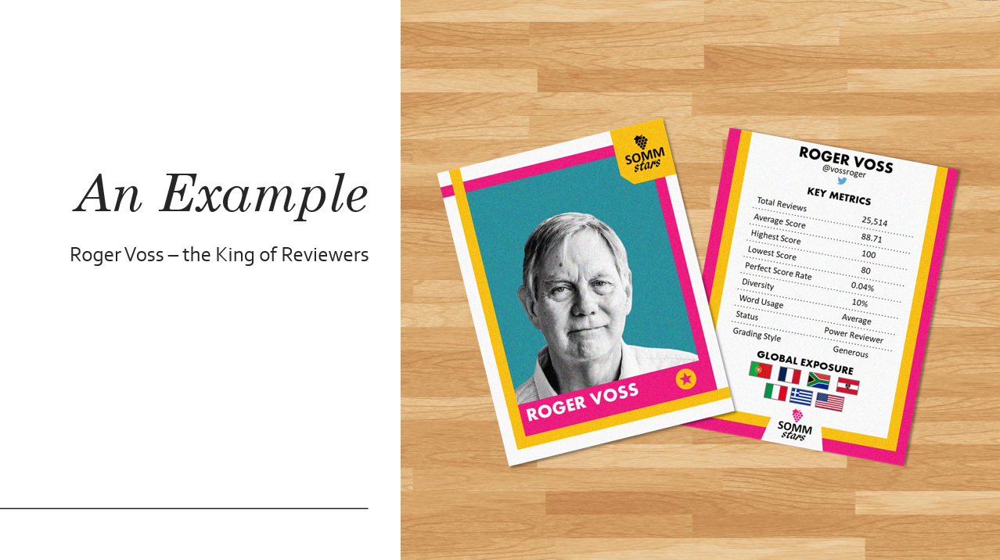 An Example
Roger Voss – the King of Reviewers
SOMM
stars
ROGER VOSS
ROGER VOSS
@vossroger
KEY METRICS
Total Reviews 25,514
Average Score 88.71
Highest Score 100
Lowest Score 80
Perfect Score Rate 0.04%
Diversity 10%
Word Usage Average
Status Power Reviewer
Grading Style Generous
GLOBAL EXPOSURE
SOMM
stars